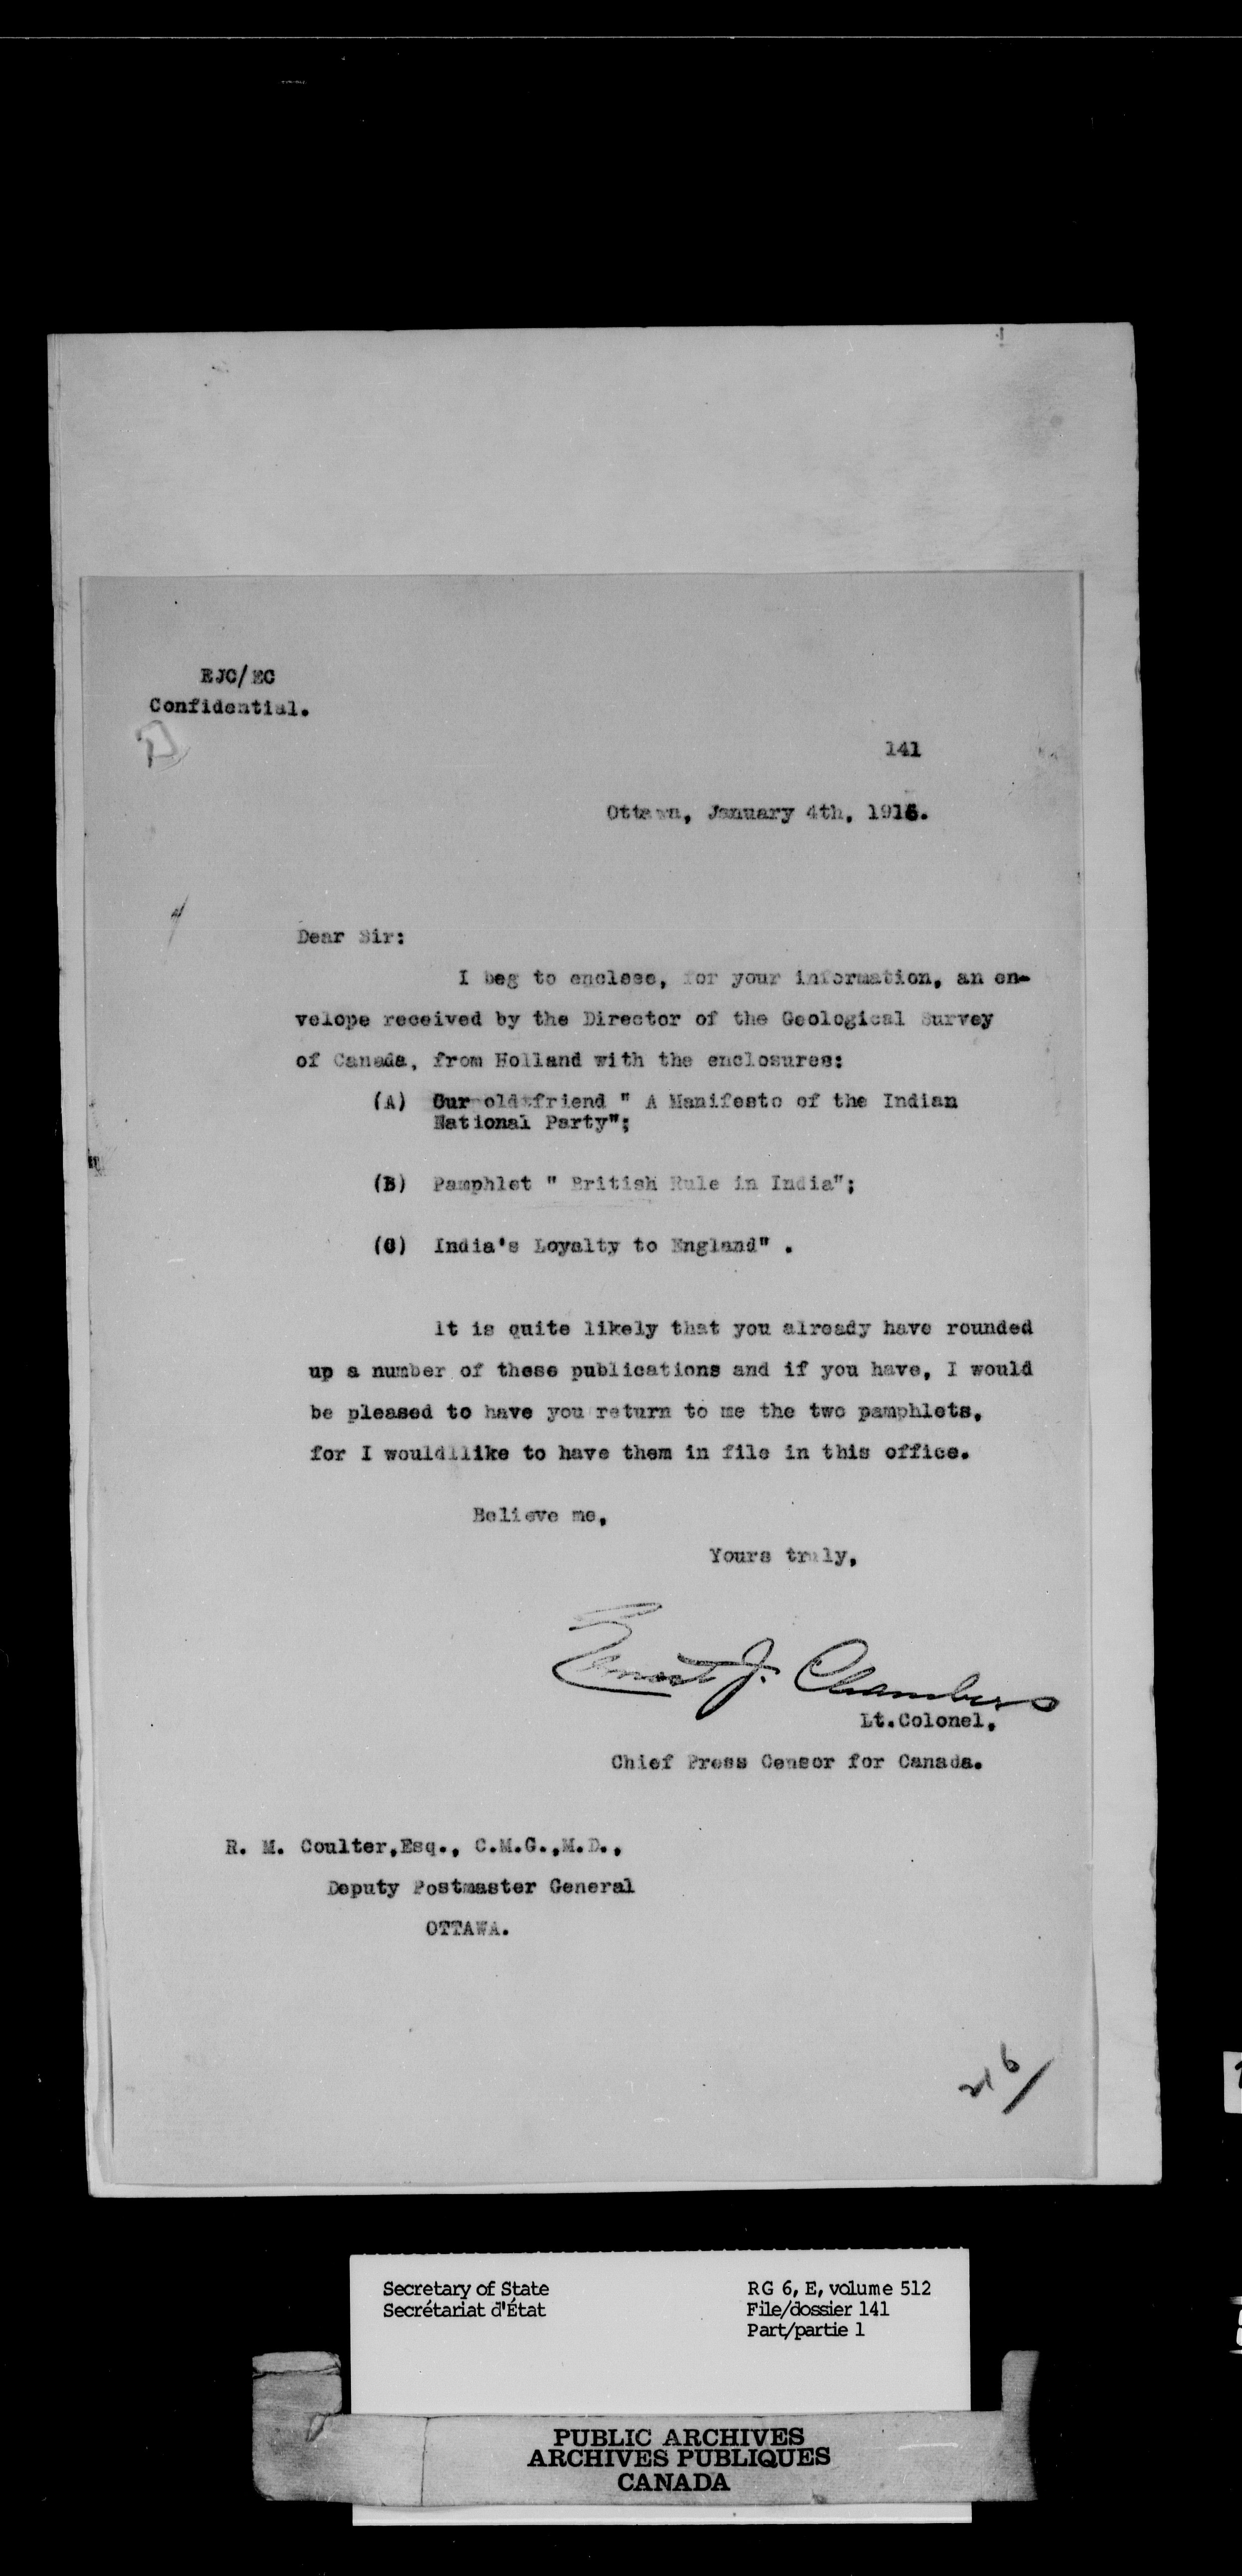 EJC/EC
Confidential.
141
Ottawa, January 4th, 1916.
Dear Sir:
I beg to enclose, for your information, an en-
velope received by the Director of the Geological Survey
of Canada, from Holland with the enclosures:
(A) Our old friend " A Manifesto of the Indian
National Party";
(B) Pamphlet " British Rule in India";
(C) India's Loyalty to England" .
It is quite likely that you already have rounded
up a number of these publications and if you have, I would
be pleased to have you return to me the two pamphlets,
for I wouldllike to have them in file in this office.
Believe me,
Yours truly,
Ernest J. Chambers
Lt.Colonel,
Chief Press Censor for Canada.
R. M. Coulter,Esq., C.M.G.,M.D.,
Deputy Postmaster General
OTTAWA.
216
Secretary of State
Secrétariat d'État
RG 6, E, volume 512
File/dossier 141
Part/partie 1
PUBLIC ARCHIVES
ARCHIVES PUBLIQUES
CANADA